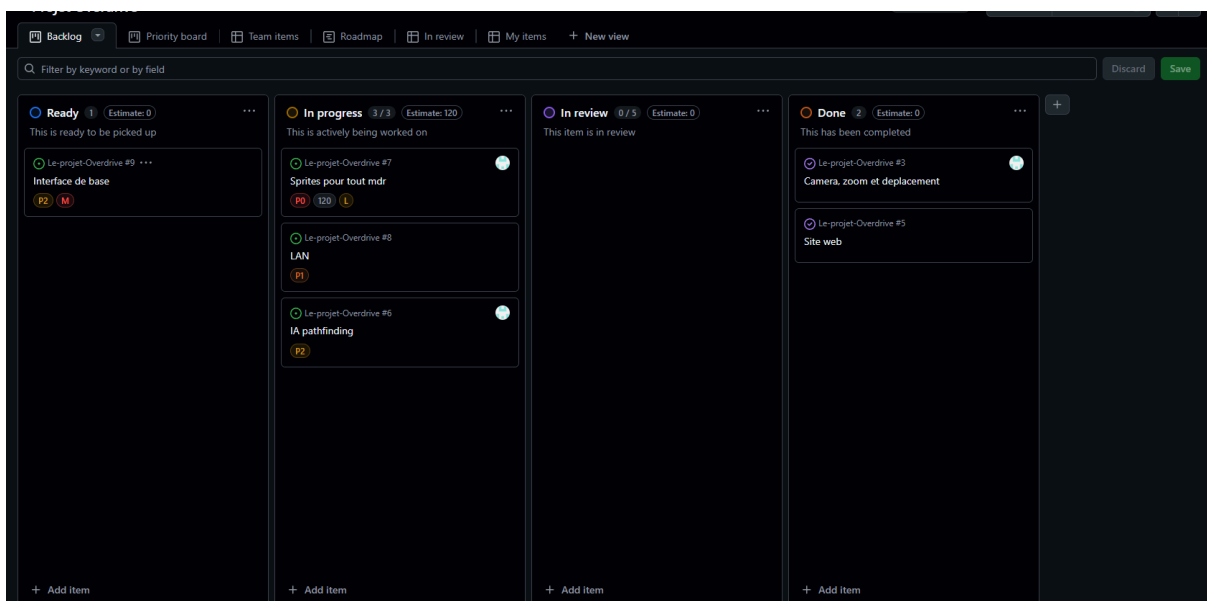 Backlog
Priority board
Team items
Roadmap
In review
My items
+ New view
Filter by keyword or by field
Discard
Save
Ready 1 Estimate: 0
This is ready to be picked up
Le-projet-Overdrive #9
Interface de base
P2 M
+ Add item
In progress 3 / 3 Estimate: 120
This is actively being worked on
Le-projet-Overdrive #7
Sprites pour tout mdr
P0 120 L
Le-projet-Overdrive #8
LAN
P1
Le-projet-Overdrive #6
IA pathfinding
P2
+ Add item
In review 0 / 5 Estimate: 0
This item is in review
+ Add item
Done 2 Estimate: 0
This has been completed
Le-projet-Overdrive #3
Camera, zoom et deplacement
Le-projet-Overdrive #5
Site web
+ Add item